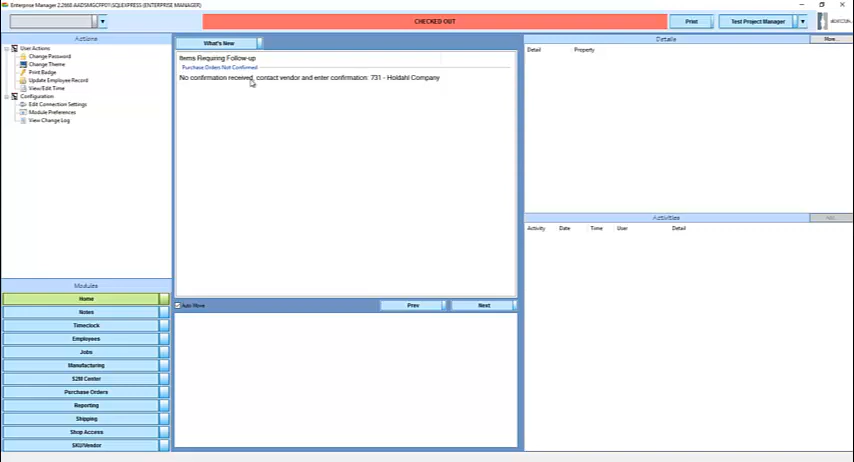 Enterprise Manager 2.2988 AADSMGCFP01\SQLEXPRESS (ENTERPRISE MANAGER)
CHECKED OUT
Print
Test Project Manager
Actions
User Actions
Change Password
Change Theme
Print Badge
Update Employee Record
View/Edit Time
Configuration
Edit Connection Settings
Module Preferences
View Change Log
Modules
Home
Notes
Timeclock
Employees
Jobs
Manufacturing
S2M Center
Purchase Orders
Reporting
Shipping
Shop Access
SKU/Vendor
What's New
Items Requiring Follow-up
Purchase Orders Not Confirmed
No confirmation received, contact vendor and enter confirmation: 731 - Holdahl Company
Auto Move
Prev
Next
Details
More...
Detail Property
Activities
Add...
Activity Date Time User Detail